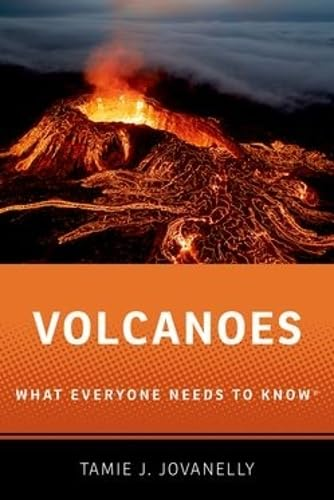 VOLCANOES
WHAT EVERYONE NEEDS TO KNOW®
TAMIE J. JOVANELLY